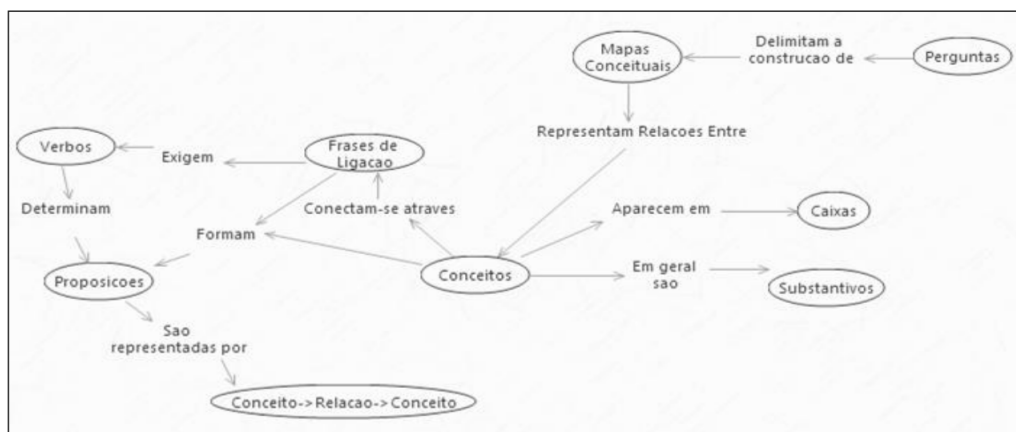 Mapas
Conceituais
Delimitam a
construcao de
Perguntas
Representam Relacoes Entre
Verbos
Exigem
Frases de
Ligacao
Determinam
Conectam-se atraves
Aparecem em
Caixas
Formam
Proposicoes
Conceitos
Em geral
sao
Substantivos
Sao
representadas por
Conceito->Relacao->Conceito